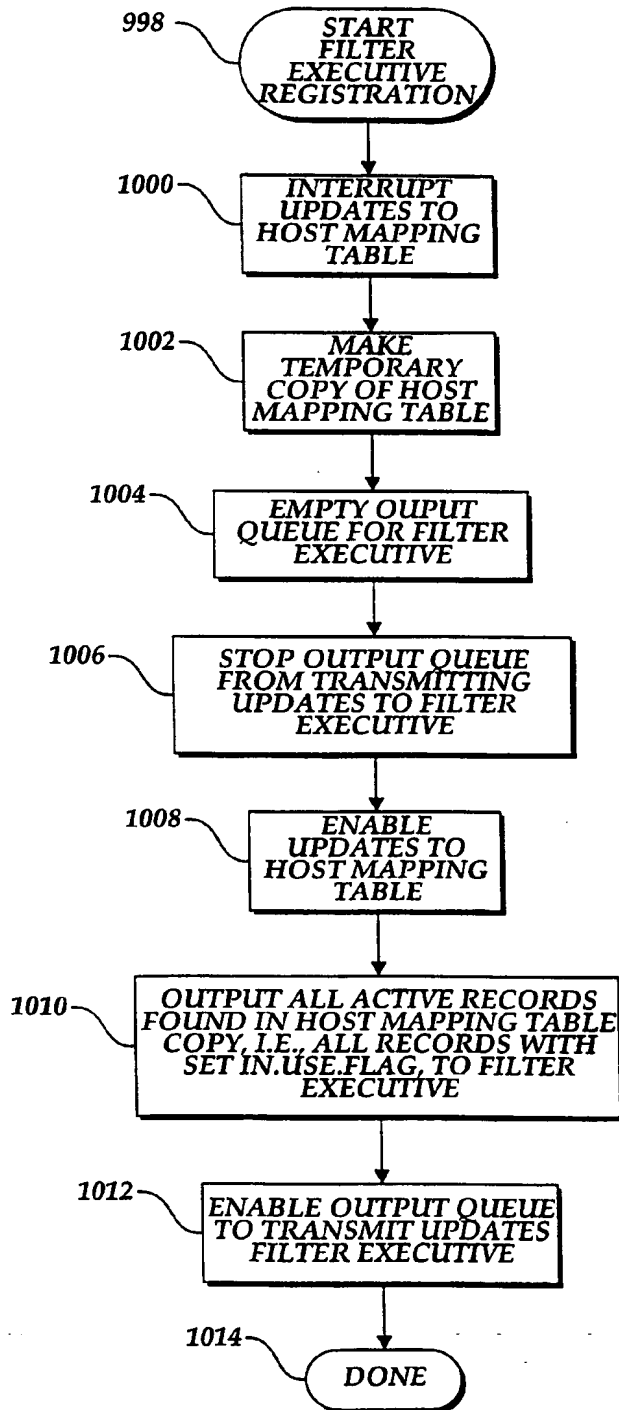 998
START
FILTER
EXECUTIVE
REGISTRATION
1000
INTERRUPT
UPDATES TO
HOST MAPPING
TABLE
1002
MAKE
TEMPORARY
COPY OF HOST
MAPPING TABLE
1004
EMPTY OUPUT
QUEUE FOR FILTER
EXECUTIVE
1006
STOP OUTPUT QUEUE
FROM TRANSMITTING
UPDATES TO FILTER
EXECUTIVE
1008
ENABLE
UPDATES TO
HOST MAPPING
TABLE
1010
OUTPUT ALL ACTIVE RECORDS
FOUND IN HOST MAPPING TABLE
COPY, I.E., ALL RECORDS WITH
SET IN.USE.FLAG, TO FILTER
EXECUTIVE
1012
ENABLE OUTPUT QUEUE
TO TRANSMIT UPDATES
FILTER EXECUTIVE
1014
DONE